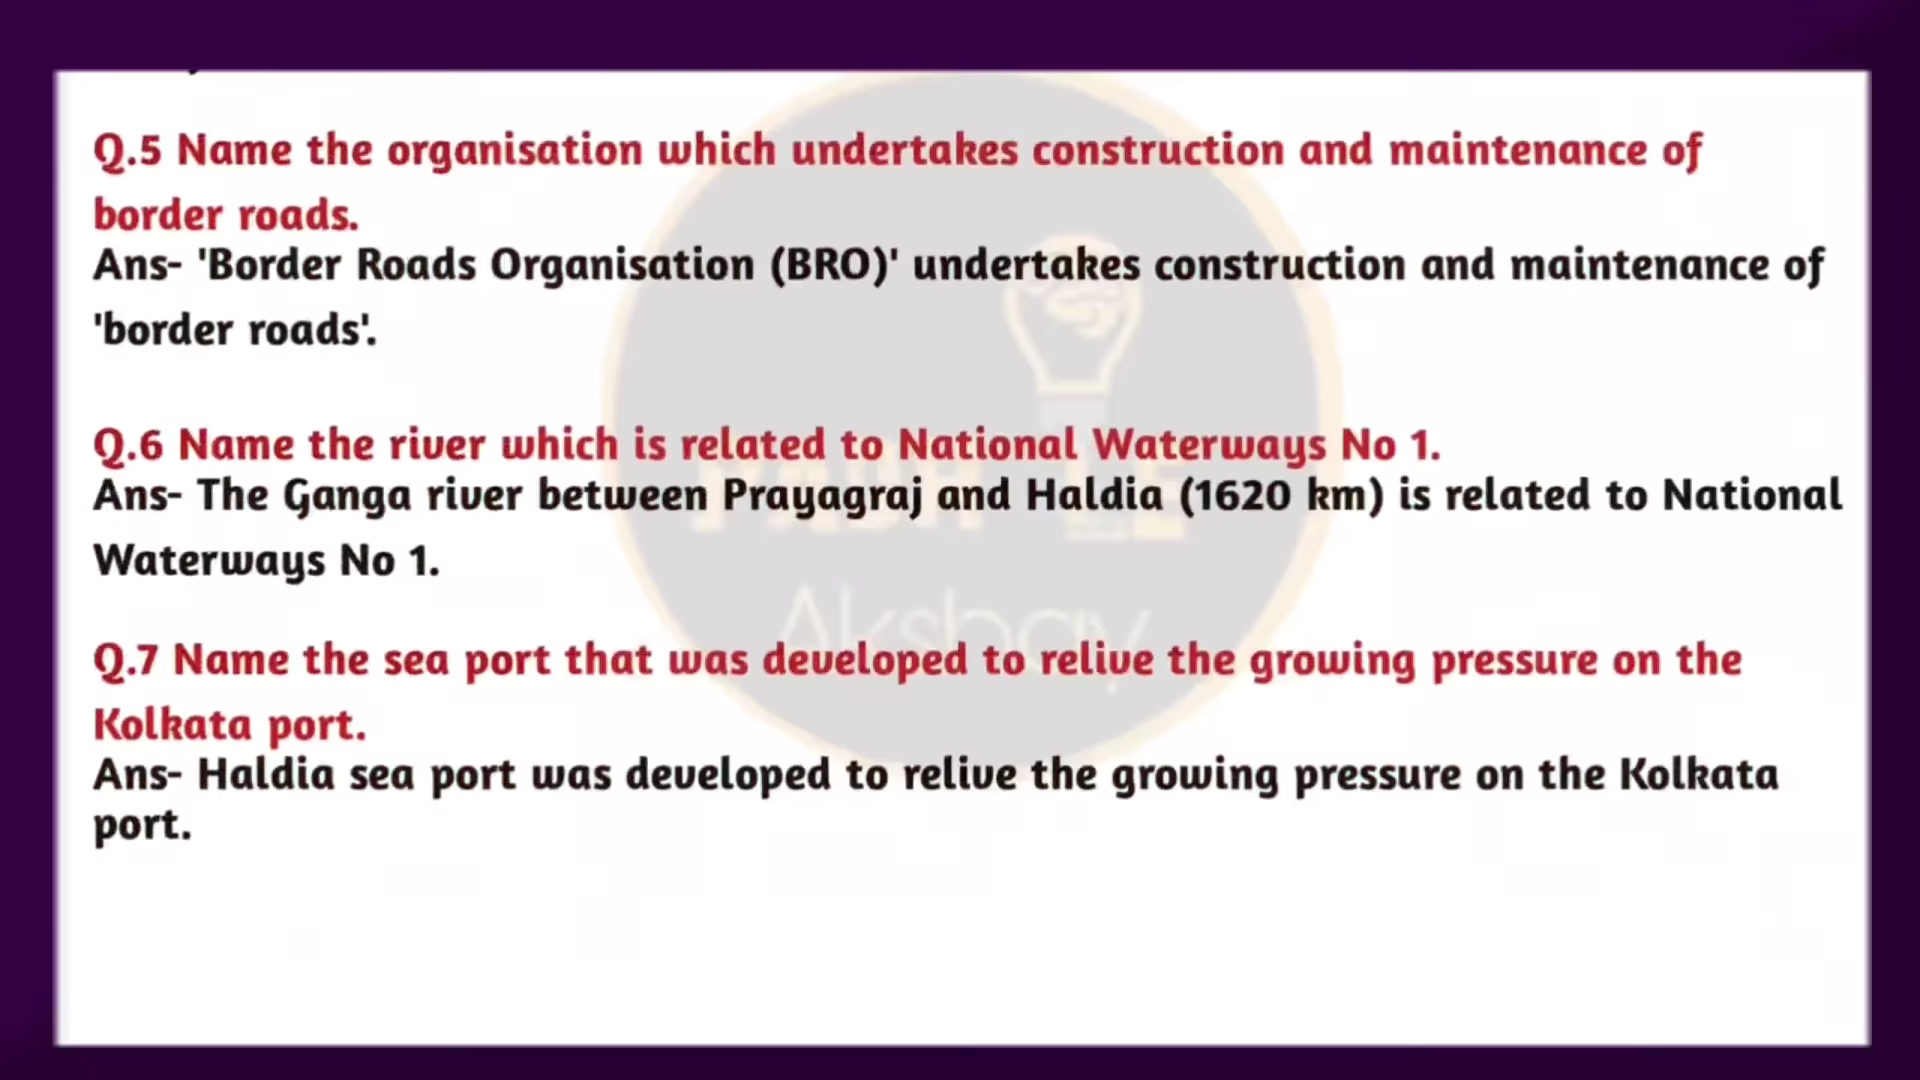 Q.5 Name the organisation which undertakes construction and maintenance of
border roads.
Ans- 'Border Roads Organisation (BRO)' undertakes construction and maintenance of
'border roads'.
Q.6 Name the river which is related to National Waterways No 1.
Ans- The Ganga river between Prayagraj and Haldia (1620 km) is related to National
Waterways No 1.
PADH LE
Akshay
Q.7 Name the sea port that was developed to relive the growing pressure on the
Kolkata port.
Ans- Haldia sea port was developed to relive the growing pressure on the Kolkata
port.